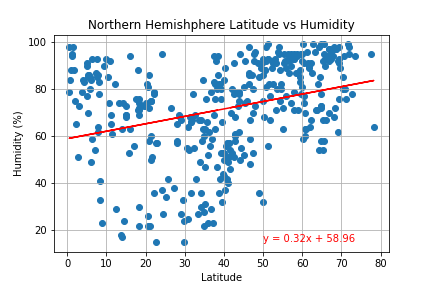 Northern Hemishphere Latitude vs Humidity
100
80
60
40
20
Humidity (%)
y = 0.32x + 58.96
0 10 20 30 40 50 60 70 80
Latitude